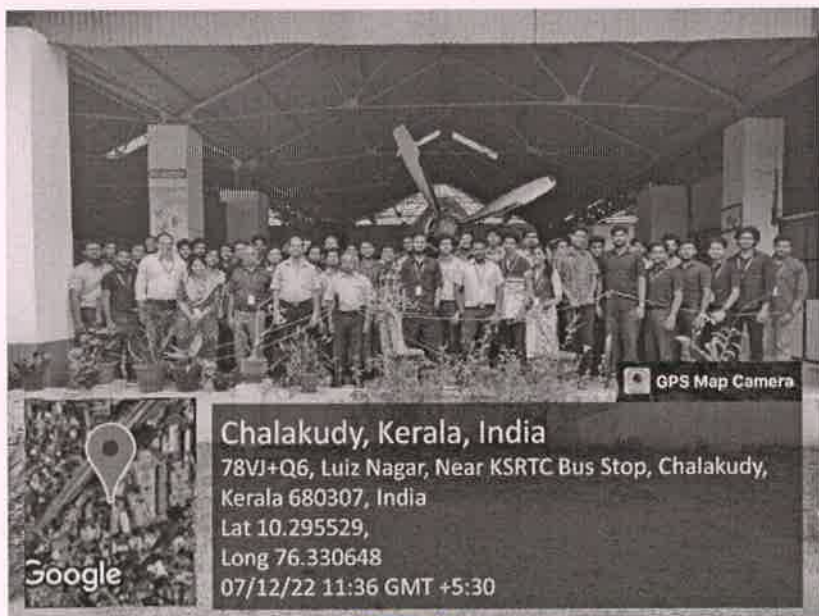 GPS Map Camera
Chalakudy, Kerala, India
78VJ+Q6, Luiz Nagar, Near KSRTC Bus Stop, Chalakudy,
Kerala 680307, India
Lat 10.295529,
Long 76.330648
07/12/22 11:36 GMT +5:30
Google